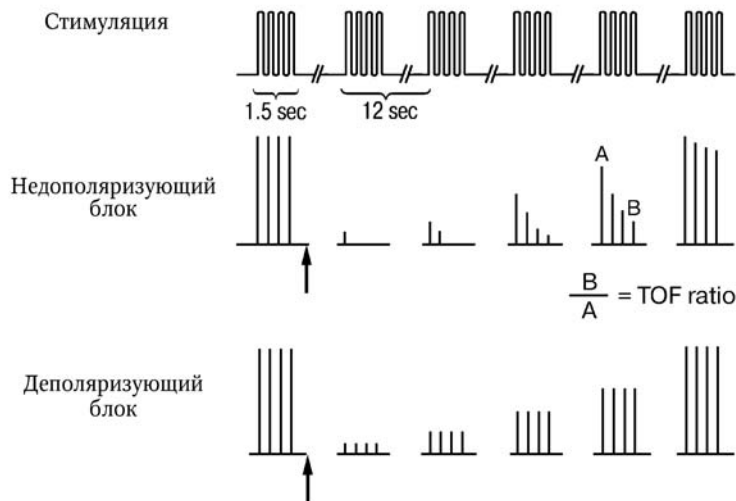 Стимуляция
1.5 sec
12 sec
Недополяризующий
блок
A
B
B
A
= TOF ratio
Деполяризующий
блок